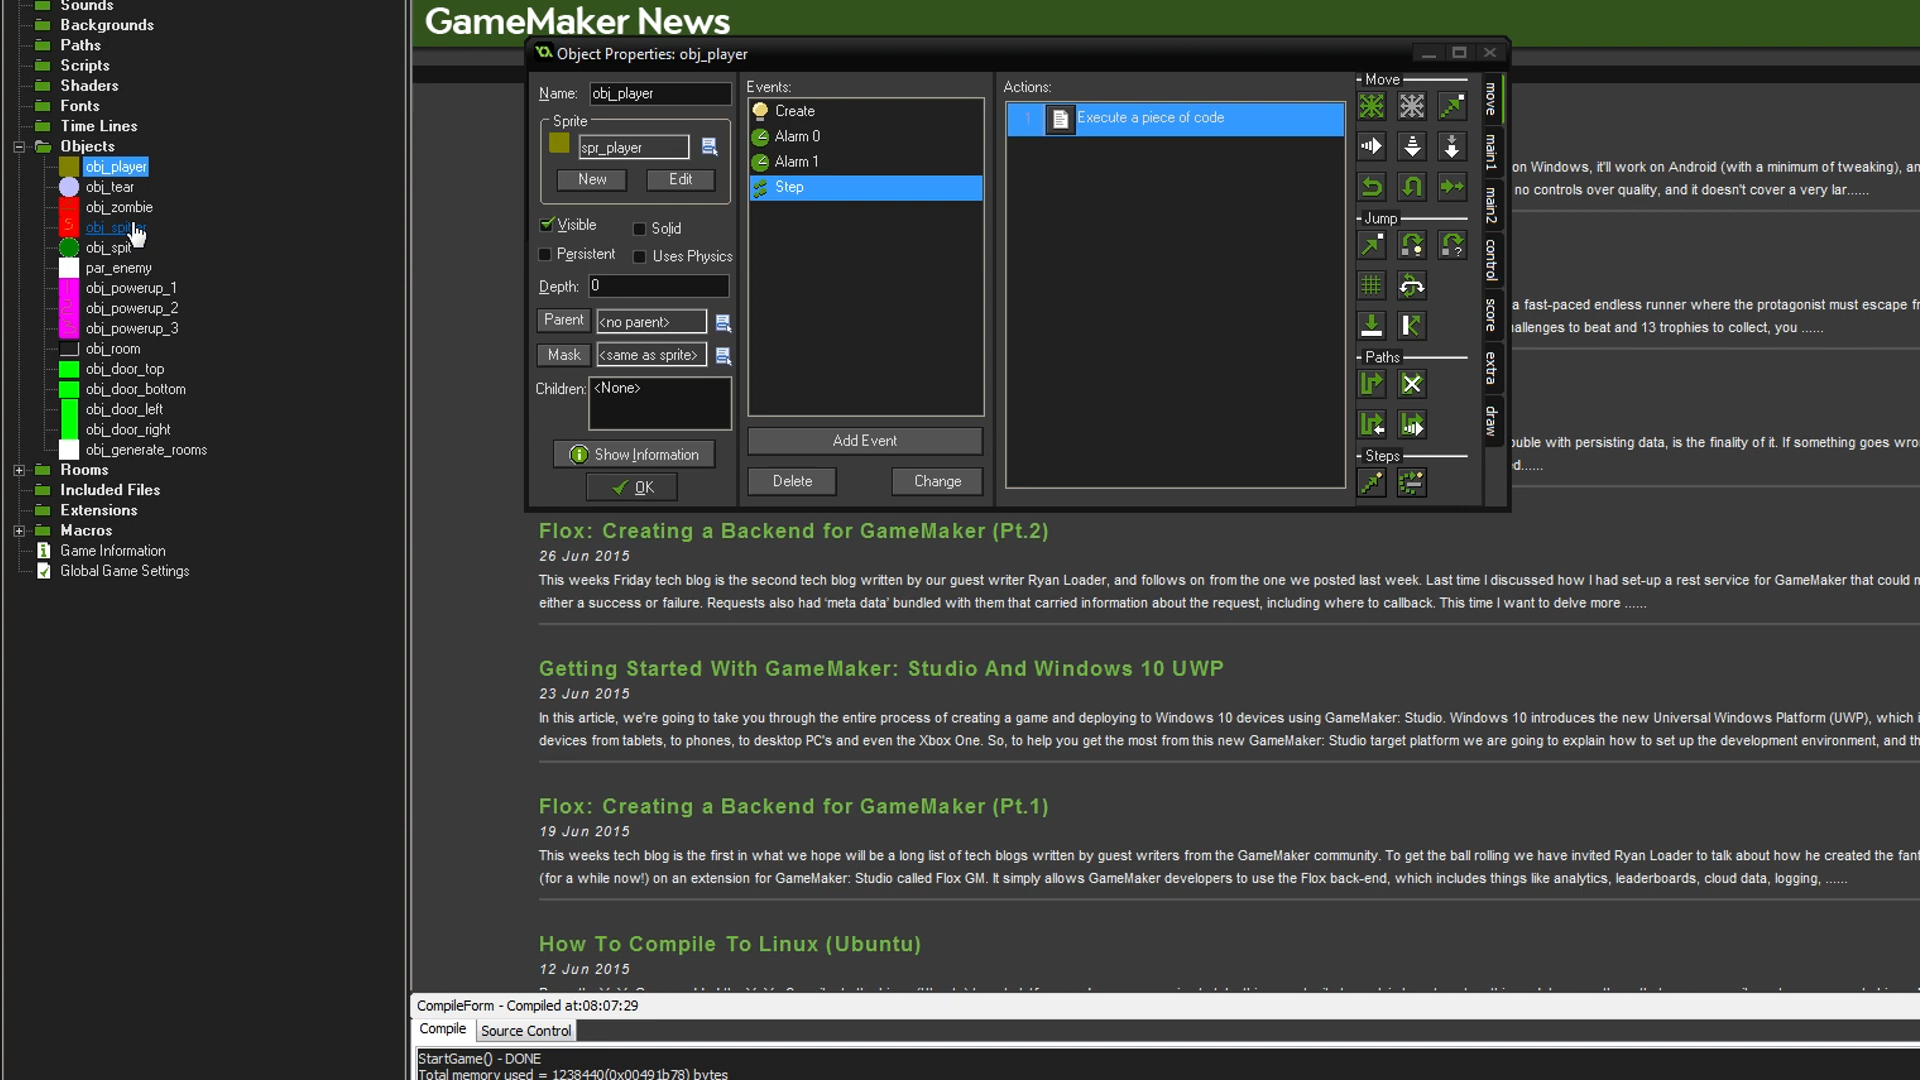 Sounds
Backgrounds
Paths
Scripts
Shaders
Fonts
Time Lines
Objects
obj_player
obj_tear
obj_zombie
obj_spit
par_enemy
obj_powerup_1
obj_powerup_2
obj_powerup_3
obj_room
obj_door_top
obj_door_bottom
obj_door_left
obj_door_right
obj_generate_rooms
Rooms
Included Files
Extensions
Macros
Game Information
Global Game Settings
GameMaker News
Object Properties: obj_player
Name: obj_player
Sprite
spr_player
New Edit
Visible Solid
Persistent Uses Physics
Depth: 0
Parent <no parent>
Mask <same as sprite>
Children: <None>
Show Information
OK
Events:
Create
Alarm 0
Alarm 1
Step
Add Event
Delete Change
Actions:
1 Execute a piece of code
Move
Jump
Paths
Steps
move
main1
main2
control
score
extra
draw
on Windows, it'll work on Android (with a minimum of tweaking), an
no controls over quality, and it doesn't cover a very lar......
a fast-paced endless runner where the protagonist must escape fr
allenges to beat and 13 trophies to collect, you ......
ouble with persisting data, is the finality of it. If something goes wro
d......
Flox: Creating a Backend for GameMaker (Pt.2)
26 Jun 2015
This weeks Friday tech blog is the second tech blog written by our guest writer Ryan Loader, and follows on from the one we posted last week. Last time I discussed how I had set-up a rest service for GameMaker that could
either a success or failure. Requests also had 'meta data' bundled with them that carried information about the request, including where to callback. This time I want to delve more ......
Getting Started With GameMaker: Studio And Windows 10 UWP
23 Jun 2015
In this article, we're going to take you through the entire process of creating a game and deploying to Windows 10 devices using GameMaker: Studio. Windows 10 introduces the new Universal Windows Platform (UWP), which
devices from tablets, to phones, to desktop PC's and even the Xbox One. So, to help you get the most from this new GameMaker: Studio target platform we are going to explain how to set up the development environment, and th
Flox: Creating a Backend for GameMaker (Pt.1)
19 Jun 2015
This weeks tech blog is the first in what we hope will be a long list of tech blogs written by guest writers from the GameMaker community. To get the ball rolling we have invited Ryan Loader to talk about how he created the fant
(for a while now!) on an extension for GameMaker: Studio called Flox GM. It simply allows GameMaker developers to use the Flox back-end, which includes things like analytics, leaderboards, cloud data, logging, ......
How To Compile To Linux (Ubuntu)
12 Jun 2015
CompileForm - Compiled at:08:07:29
Compile Source Control
StartGame() - DONE
Total memory used = 1238440(0x00491b78) bytes